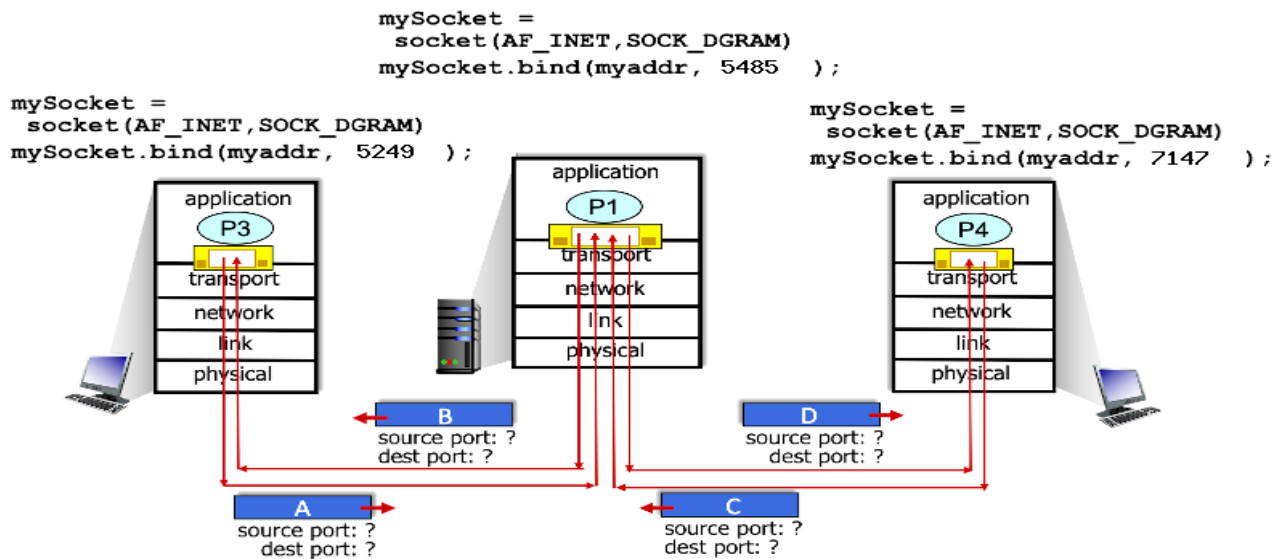 mySocket =
socket(AF_INET,SOCK_DGRAM)
mySocket.bind(myaddr, 5485 );
mySocket =
socket(AF_INET,SOCK_DGRAM)
mySocket.bind(myaddr, 5249 );
mySocket =
socket(AF_INET,SOCK_DGRAM)
mySocket.bind(myaddr, 7147 );
application
P3
transport
network
link
physical
application
P1
transport
network
link
physical
application
P4
transport
network
link
physical
B
source port: ?
dest port: ?
D
source port: ?
dest port: ?
A
source port: ?
dest port: ?
C
source port: ?
dest port: ?